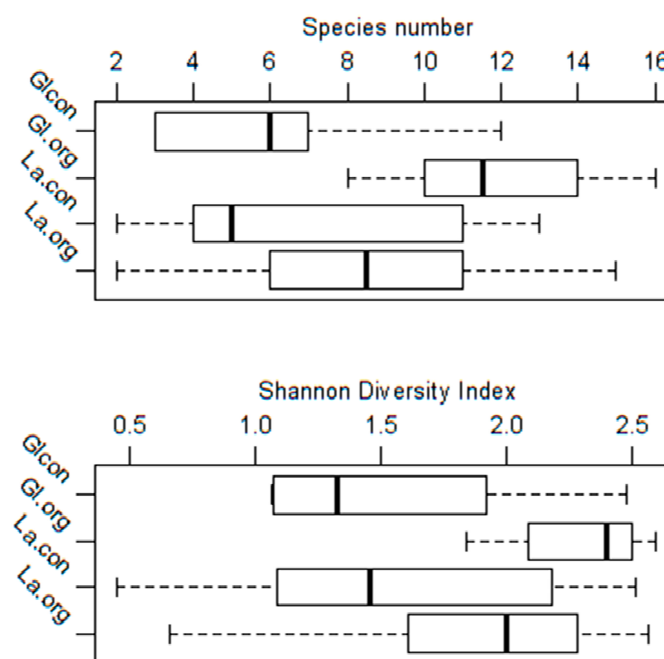 Species number
2 4 6 8 10 12 14 16
Glcon
Gl.org
La.con
La.org
Shannon Diversity Index
0.5 1.0 1.5 2.0 2.5
Glcon
Gl.org
La.con
La.org